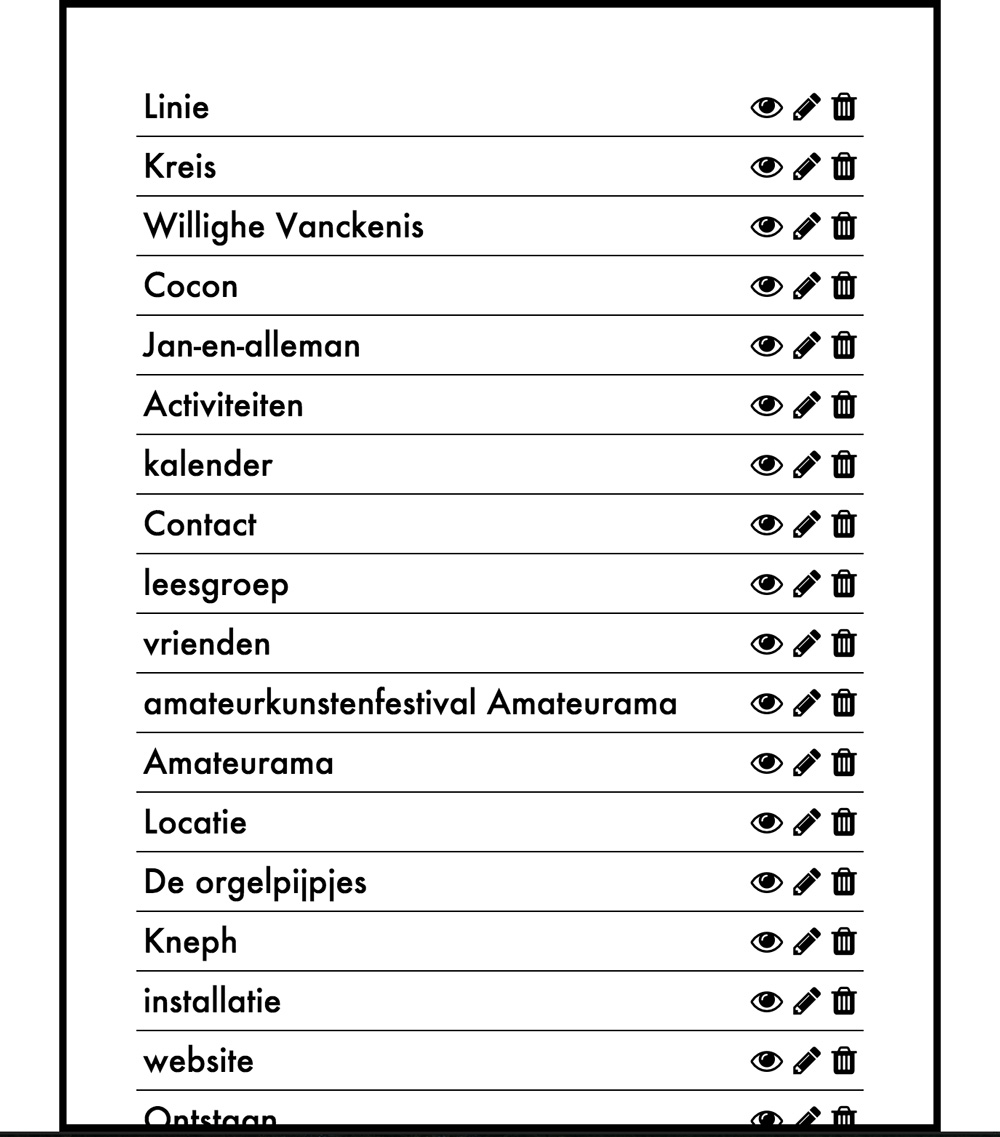 Linie
Kreis
Willighe Vanckenis
Cocon
Jan-en-alleman
Activiteiten
kalender
Contact
leesgroep
vrienden
amateurkunstenfestival Amateurama
Amateurama
Locatie
De orgelpijpjes
Kneph
installatie
website
Ontstaan